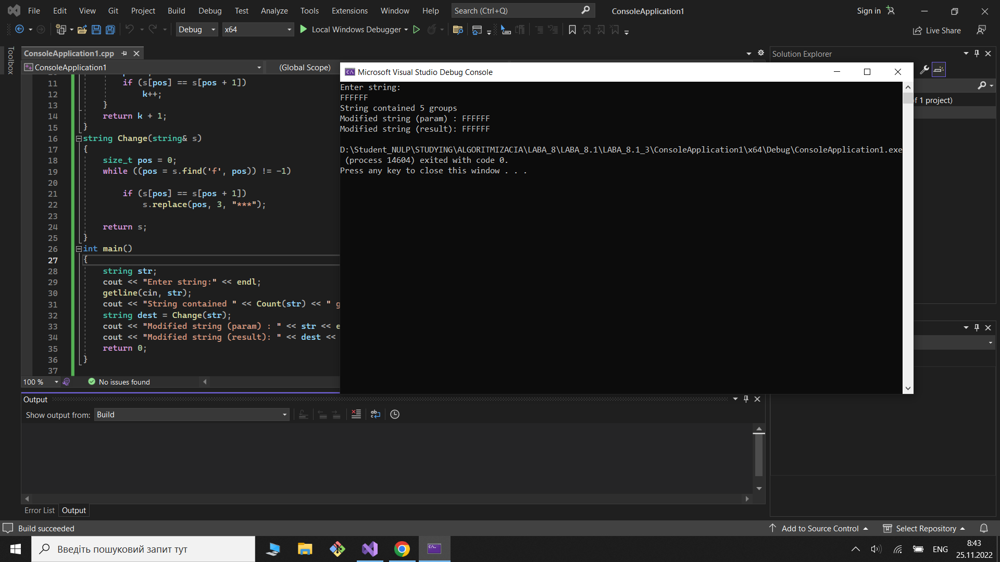 File Edit View Git Project Build Debug Test Analyze Tools Extensions Window Help Search (Ctrl+Q) ConsoleApplication1 Sign in
Debug x64 Local Windows Debugger Live Share
Toolbox
ConsoleApplication1.cpp
ConsoleApplication1 (Global Scope)
11 if (s[pos] == s[pos + 1])
12 k++;
13 }
14 return k + 1;
15 }
16 string Change(string& s)
17 {
18 size_t pos = 0;
19 while ((pos = s.find('f', pos)) != -1)
20
21 if (s[pos] == s[pos + 1])
22 s.replace(pos, 3, "***");
23
24 return s;
25 }
26 int main()
27 {
28 string str;
29 cout << "Enter string:" << endl;
30 getline(cin, str);
31 cout << "String contained " << Count(str) << " g
32 string dest = Change(str);
33 cout << "Modified string (param) : " << str << e
34 cout << "Modified string (result): " << dest <<
35 return 0;
36 }
37
100 % No issues found
Microsoft Visual Studio Debug Console
Enter string:
FFFFFF
String contained 5 groups
Modified string (param) : FFFFFF
Modified string (result): FFFFFF
D:\Student_NULP\STUDYING\ALGORITMIZACIA\LABA_8\LABA_8.1\LABA_8.1_3\ConsoleApplication1\x64\Debug\ConsoleApplication1.exe
(process 14604) exited with code 0.
Press any key to close this window . . .
Solution Explorer
of 1 project)
Output
Show output from: Build
Error List Output
Build succeeded Add to Source Control Select Repository
Введіть пошуковий запит тут
ENG
8:43
25.11.2022